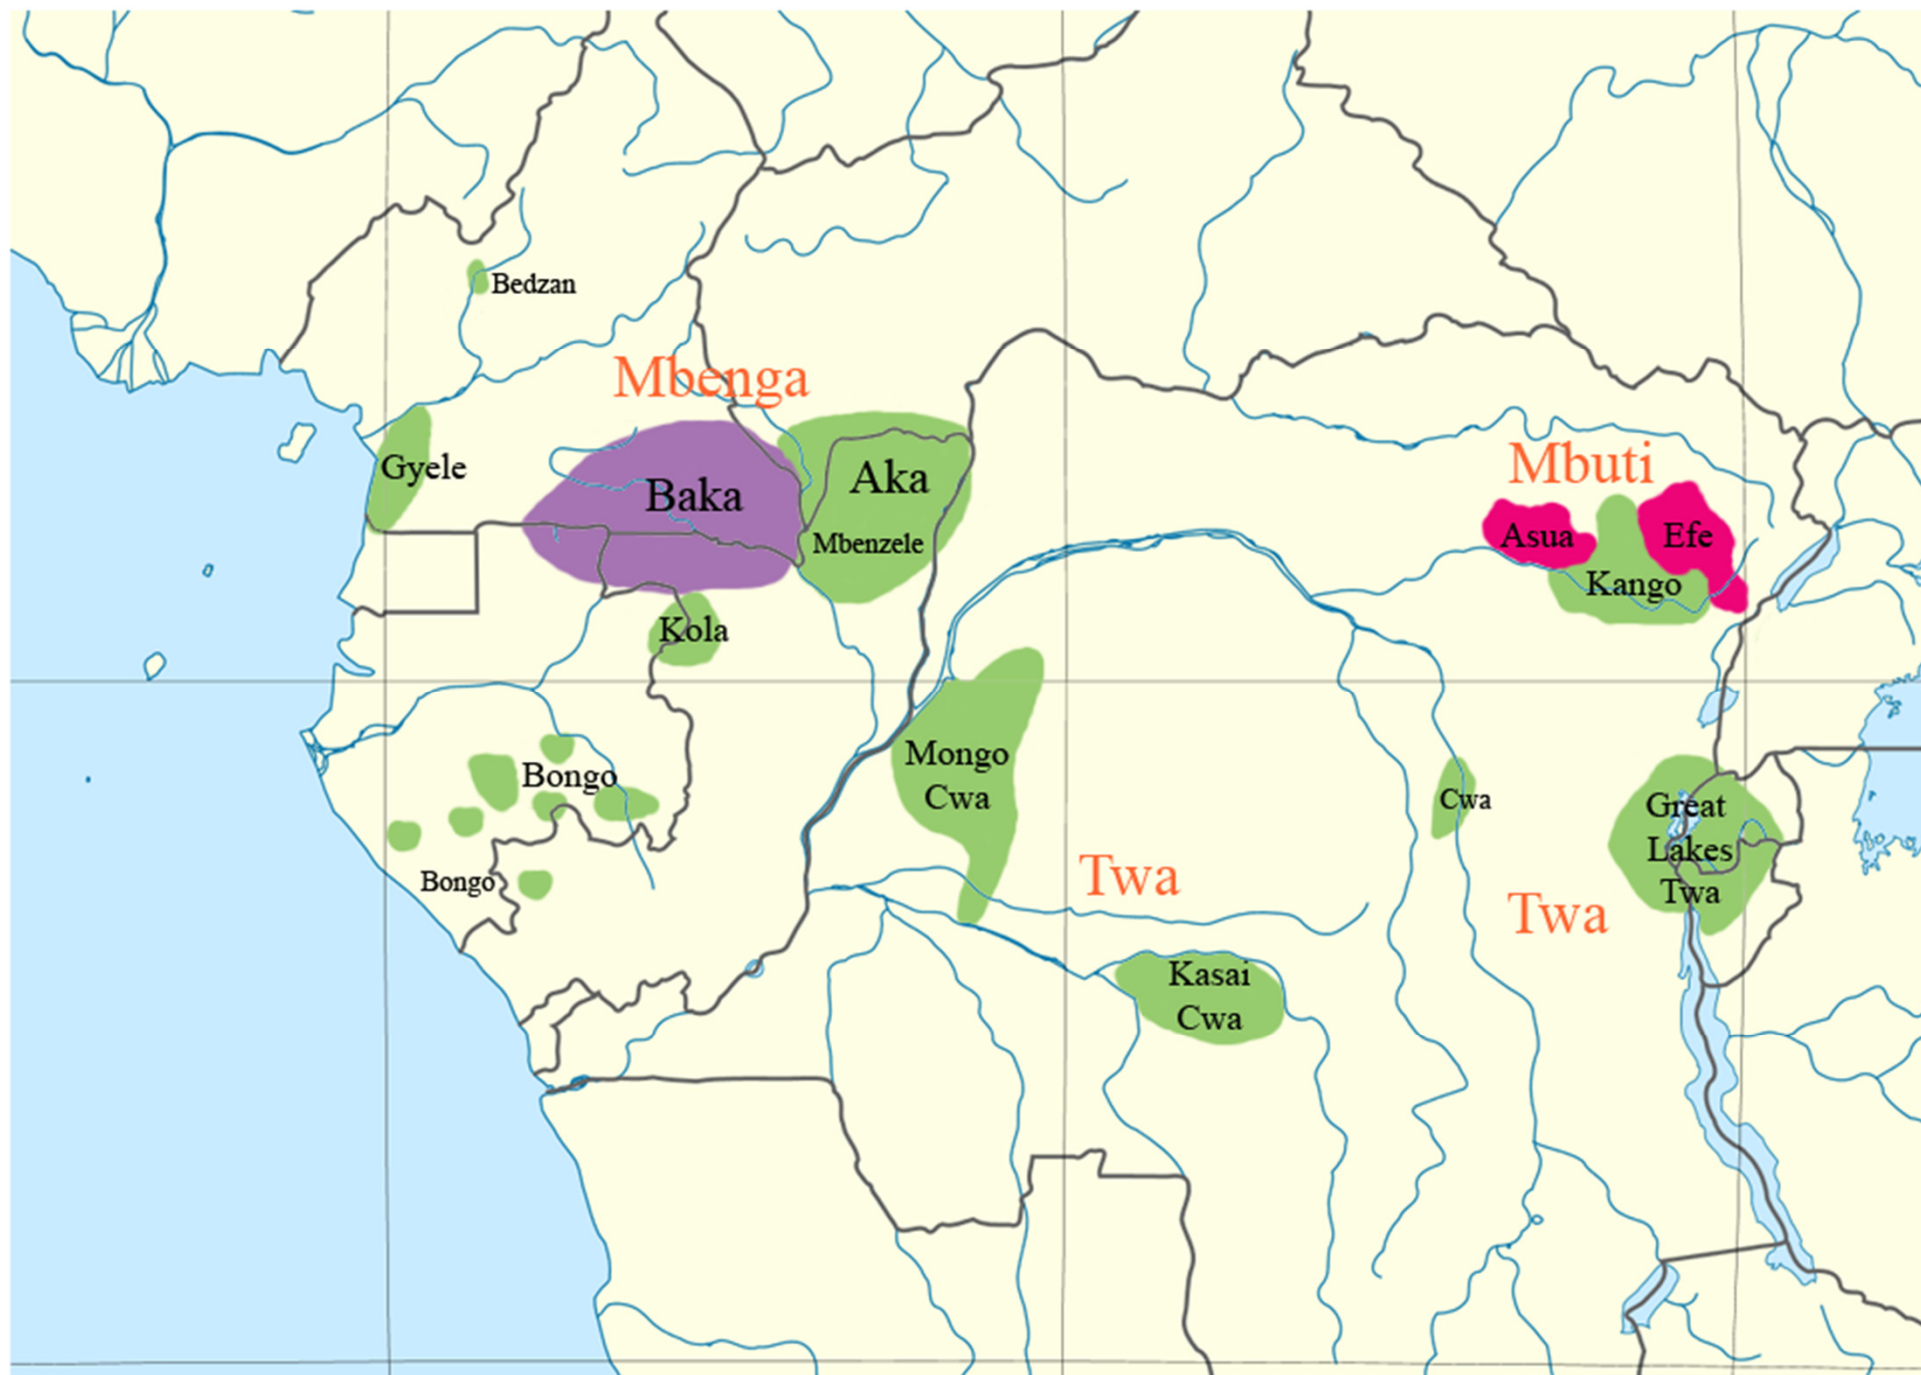 Bedzan
Mbenga
Gyele
Baka
Aka
Mbenzele
Kola
Mbuti
Asua
Efe
Kango
Bongo
Bongo
Mongo
Cwa
Cwa
Great
Lakes
Twa
Twa
Twa
Kasai
Cwa